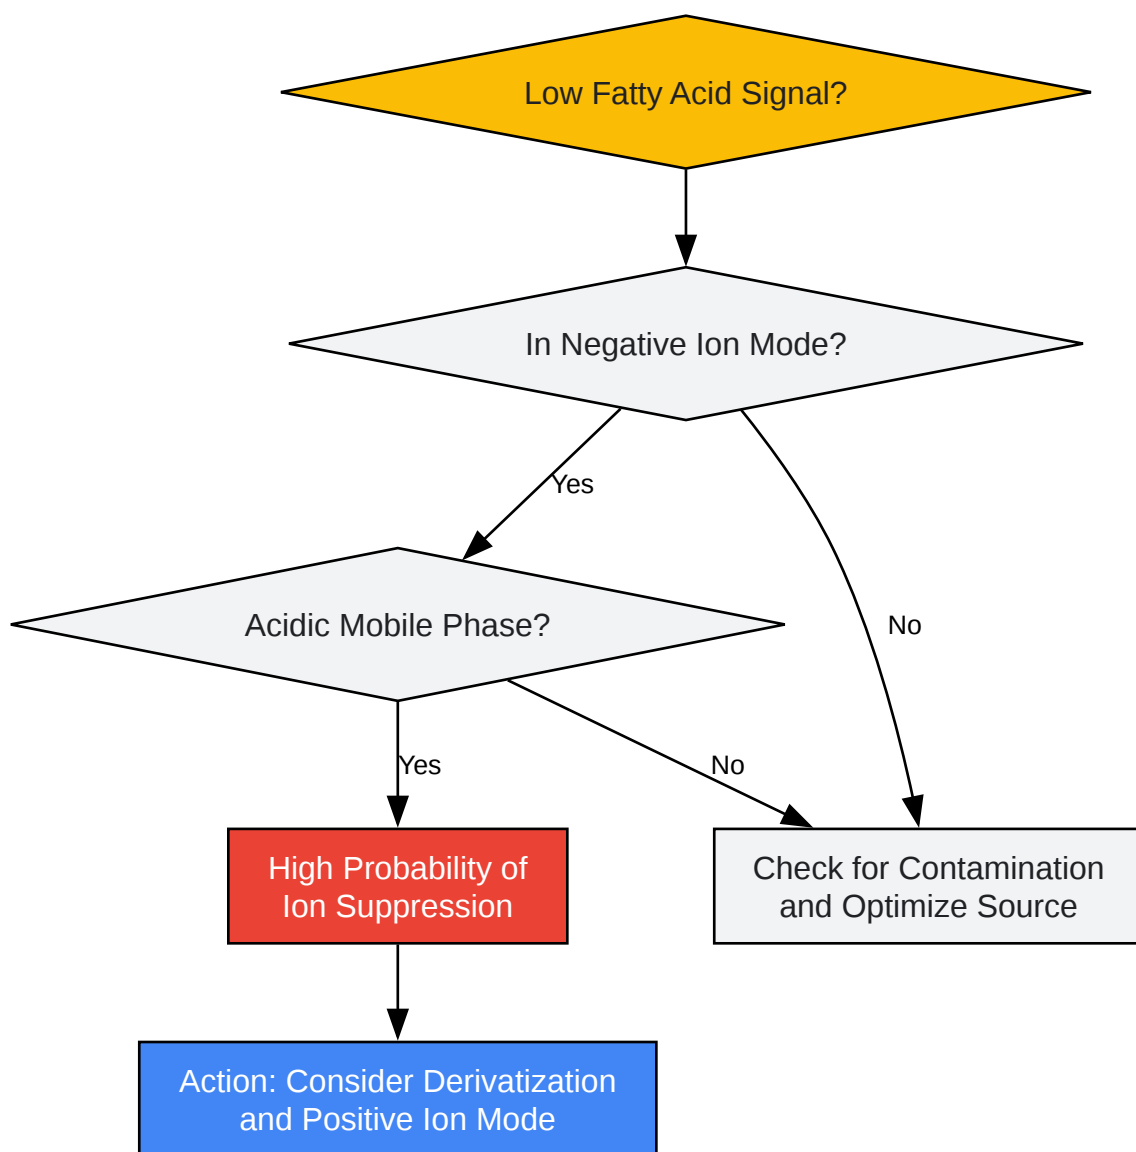 Low Fatty Acid Signal?
In Negative Ion Mode?
Yes
Acidic Mobile Phase?
No
Yes
No
High Probability of
Ion Suppression
Check for Contamination
and Optimize Source
Action: Consider Derivatization
and Positive Ion Mode